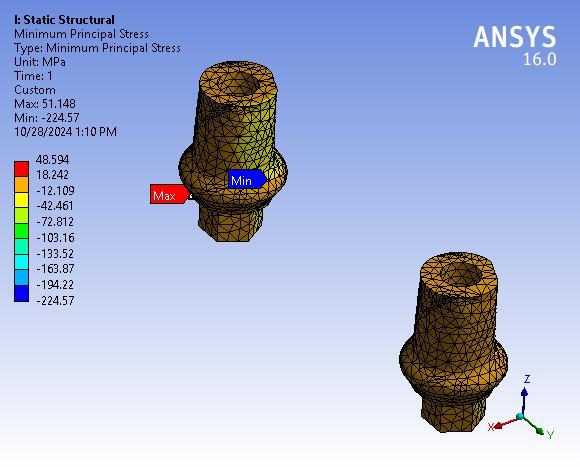 I: Static Structural
Minimum Principal Stress
Type: Minimum Principal Stress
Unit: MPa
Time: 1
Custom
Max: 51.148
Min: -224.57
10/28/2024 1:10 PM
48.594
18.242
-12.109
-42.461
-72.812
-103.16
-133.52
-163.87
-194.22
-224.57
ANSYS
16.0
Min
Max
Z
X
Y